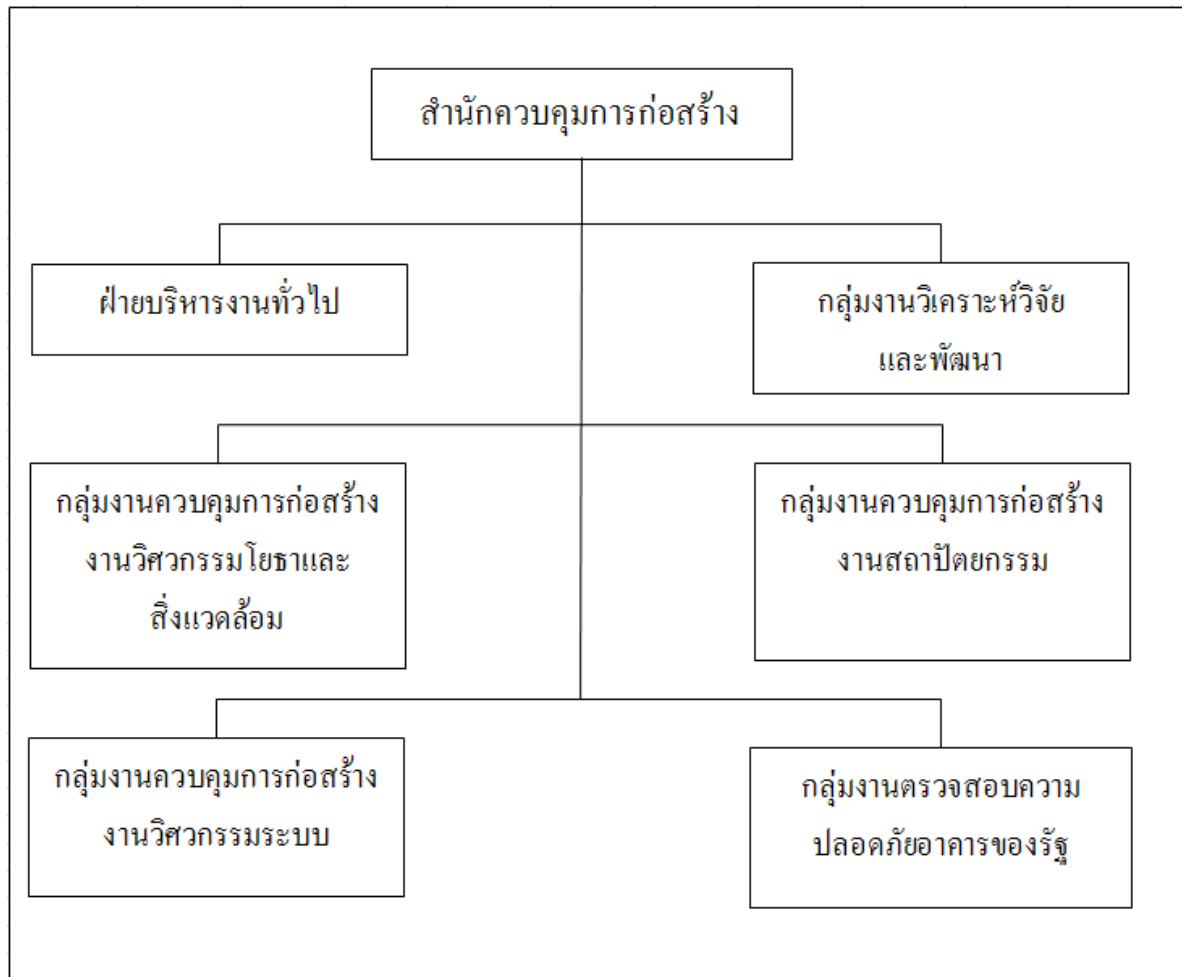 สำนักควบคุมการก่อสร้าง
ฝ่ายบริหารงานทั่วไป
กลุ่มงานวิเคราะห์วิจัย
และพัฒนา
กลุ่มงานควบคุมการก่อสร้าง
งานวิศวกรรมโยธาและ
สิ่งแวดล้อม
กลุ่มงานควบคุมการก่อสร้าง
งานสถาปัตยกรรม
กลุ่มงานควบคุมการก่อสร้าง
งานวิศวกรรมระบบ
กลุ่มงานตรวจสอบความ
ปลอดภัยอาคารของรัฐ